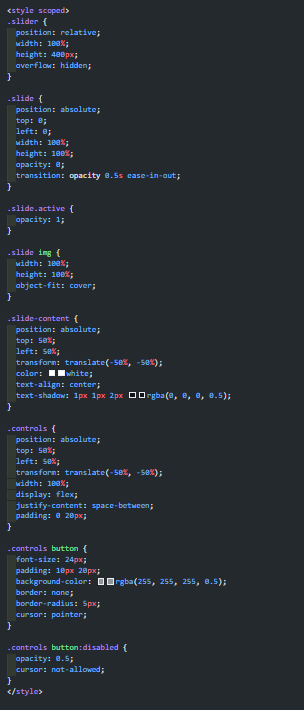 <style scoped>
.slider {
  position: relative;
  width: 100%;
  height: 400px;
  overflow: hidden;
}

.slide {
  position: absolute;
  top: 0;
  left: 0;
  width: 100%;
  height: 100%;
  opacity: 0;
  transition: opacity 0.5s ease-in-out;
}

.slide.active {
  opacity: 1;
}

.slide img {
  width: 100%;
  height: 100%;
  object-fit: cover;
}

.slide-content {
  position: absolute;
  top: 50%;
  left: 50%;
  transform: translate(-50%, -50%);
  color: white;
  text-align: center;
  text-shadow: 1px 1px 2px rgba(0, 0, 0, 0.5);
}

.controls {
  position: absolute;
  top: 50%;
  left: 50%;
  transform: translate(-50%, -50%);
  width: 100%;
  display: flex;
  justify-content: space-between;
  padding: 0 20px;
}

.controls button {
  font-size: 24px;
  padding: 10px 20px;
  background-color: rgba(255, 255, 255, 0.5);
  border: none;
  border-radius: 5px;
  cursor: pointer;
}

.controls button:disabled {
  opacity: 0.5;
  cursor: not-allowed;
}
</style>